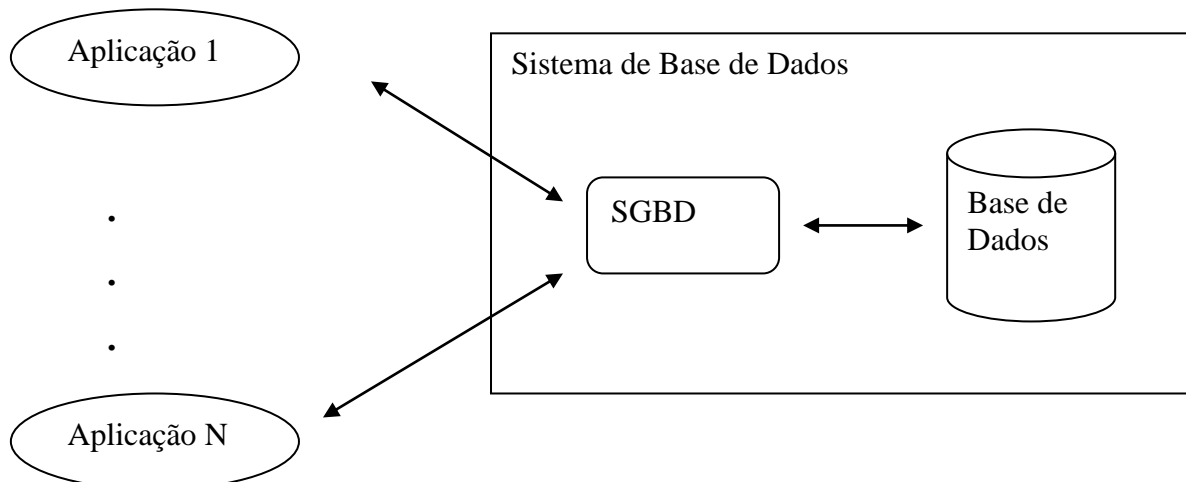 Aplicação 1
Sistema de Base de Dados
SGBD
Base de
Dados
.
.
.
Aplicação N